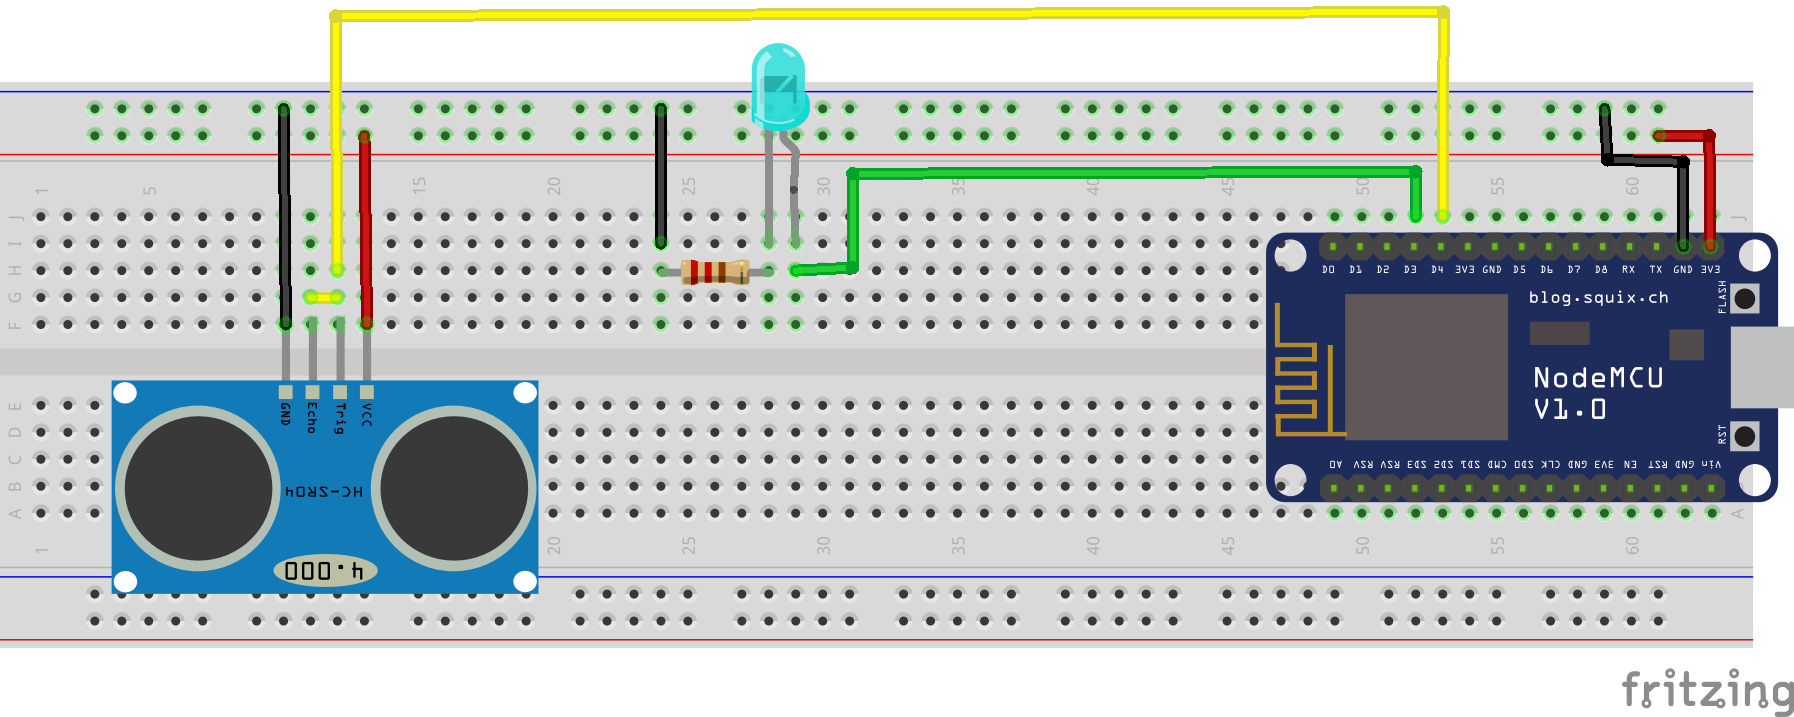 1 5 15 20 25 30 35 40 45 50 55 60
J J
I
H
G
F
D0 D1 D2 D3 D4 3V3 GND D5 D6 D7 D8 RX TX GND 3V3
blog.squix.ch
FLASH
NodeMCU
V1.0
RST
A0 RSV RSV SD3 SD2 SD1 CMD SD0 CLK GND 3V3 EN RST GND Vin
GND Echo Trig VCC
HC-SR04
4.000
E
D
C
B
A A
1 20 25 30 35 40 45 50 55 60
fritzing